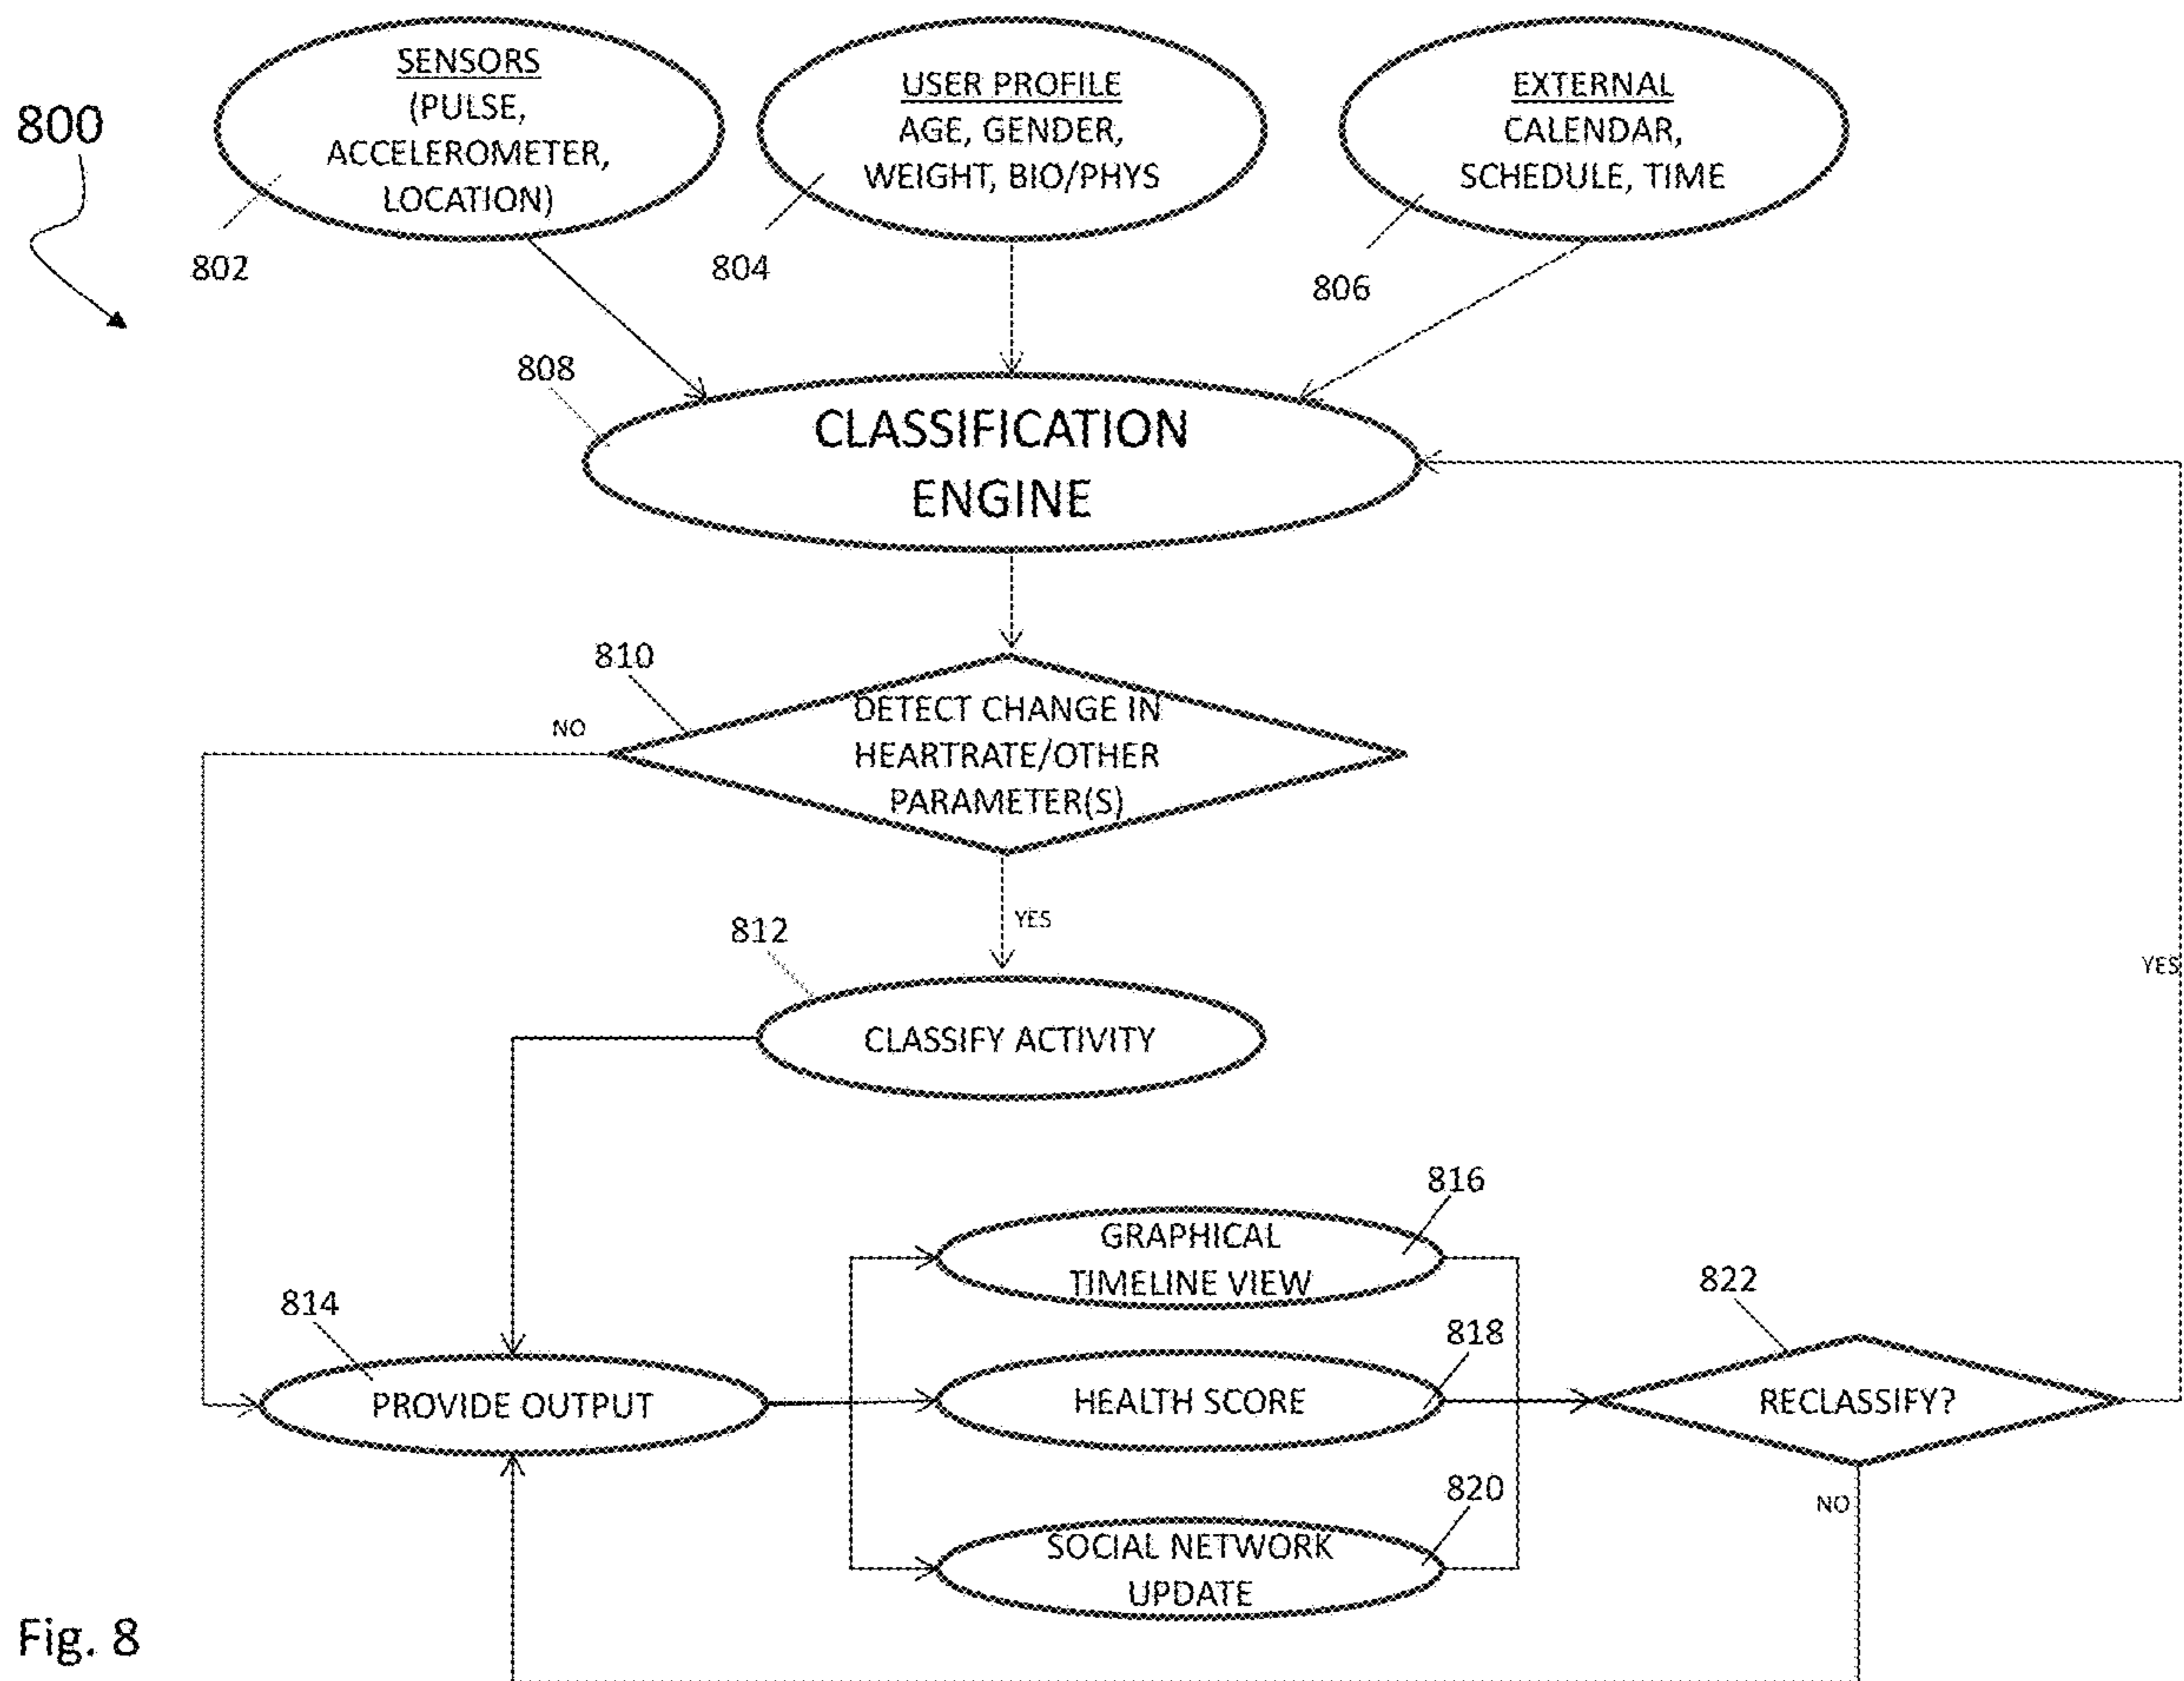 800
SENSORS
(PULSE,
ACCELEROMETER,
LOCATION)
802
USER PROFILE
AGE, GENDER,
WEIGHT, BIO/PHYS
804
EXTERNAL
CALENDAR,
SCHEDULE, TIME
806
808
CLASSIFICATION
ENGINE
810
DETECT CHANGE IN
HEARTRATE/OTHER
PARAMETER(S)
NO
YES
812
CLASSIFY ACTIVITY
YES
814
PROVIDE OUTPUT
816
GRAPHICAL
TIMELINE VIEW
818
HEALTH SCORE
820
SOCIAL NETWORK
UPDATE
822
RECLASSIFY?
NO
Fig. 8